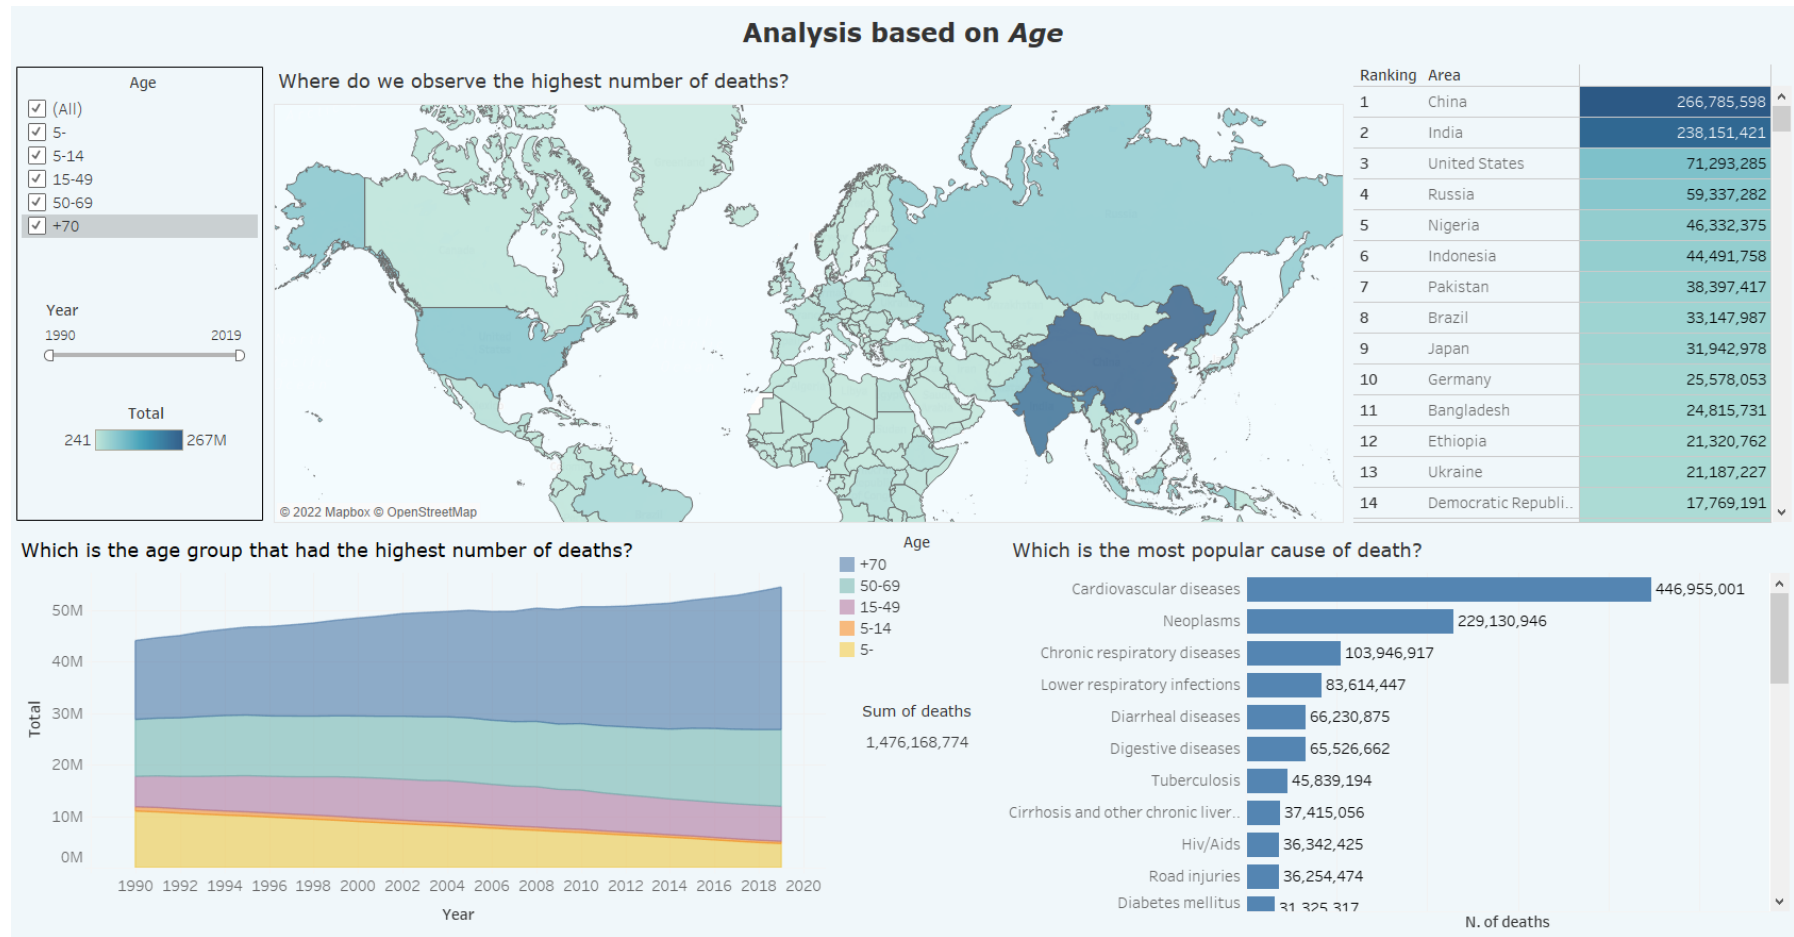 Analysis based on Age
Age
(All)
5-
5-14
15-49
50-69
+70
Year
1990 2019
Total
241 267M
Where do we observe the highest number of deaths?
© 2022 Mapbox © OpenStreetMap
Ranking Area
1 China 266,785,598
2 India 238,151,421
3 United States 71,293,285
4 Russia 59,337,282
5 Nigeria 46,332,375
6 Indonesia 44,491,758
7 Pakistan 38,397,417
8 Brazil 33,147,987
9 Japan 31,942,978
10 Germany 25,578,053
11 Bangladesh 24,815,731
12 Ethiopia 21,320,762
13 Ukraine 21,187,227
14 Democratic Republi.. 17,769,191
Which is the age group that had the highest number of deaths?
50M
40M
30M
20M
10M
0M
Total
1990 1992 1994 1996 1998 2000 2002 2004 2006 2008 2010 2012 2014 2016 2018 2020
Year
Age
+70
50-69
15-49
5-14
5-
Sum of deaths
1,476,168,774
Which is the most popular cause of death?
Cardiovascular diseases 446,955,001
Neoplasms 229,130,946
Chronic respiratory diseases 103,946,917
Lower respiratory infections 83,614,447
Diarrheal diseases 66,230,875
Digestive diseases 65,526,662
Tuberculosis 45,839,194
Cirrhosis and other chronic liver.. 37,415,056
Hiv/Aids 36,342,425
Road injuries 36,254,474
Diabetes mellitus 31,325,317
N. of deaths